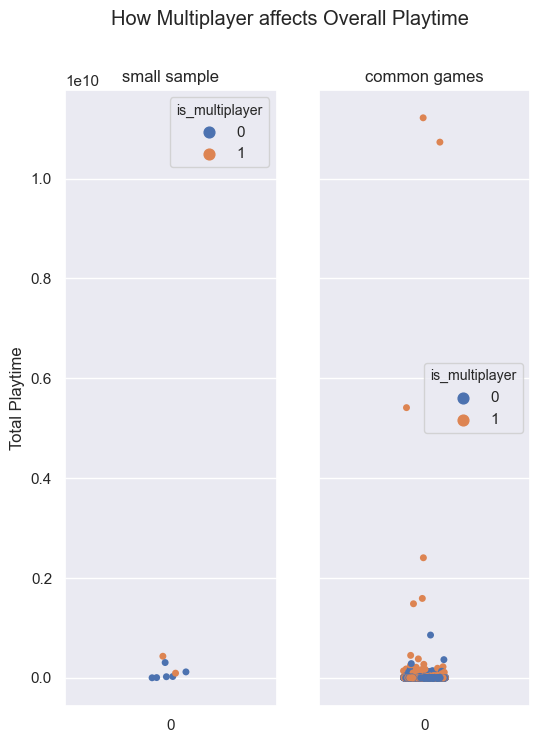 How Multiplayer affects Overall Playtime
small sample
common games
1e10
is_multiplayer
0
1
is_multiplayer
0
1
1.0
0.8
0.6
0.4
0.2
0.0
Total Playtime
0
0